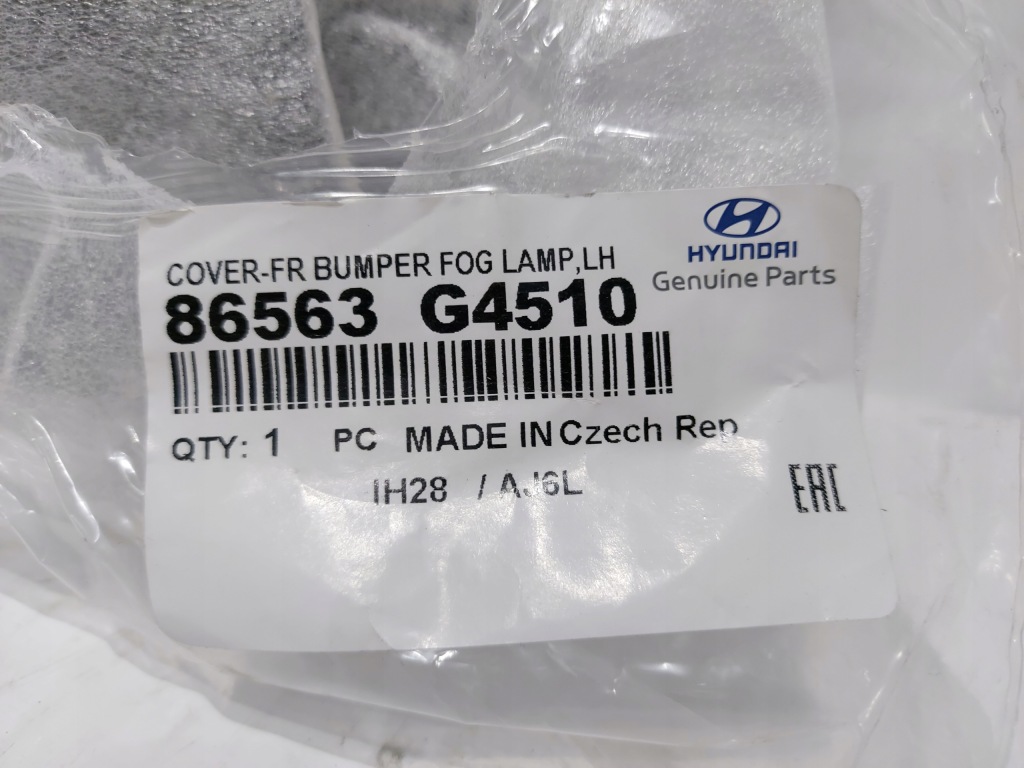 HYUNDAI
Genuine Parts
COVER-FR BUMPER FOG LAMP,LH
86563 G4510
QTY: 1 PC MADE IN Czech Rep
IH28 / AJ6L
EAC